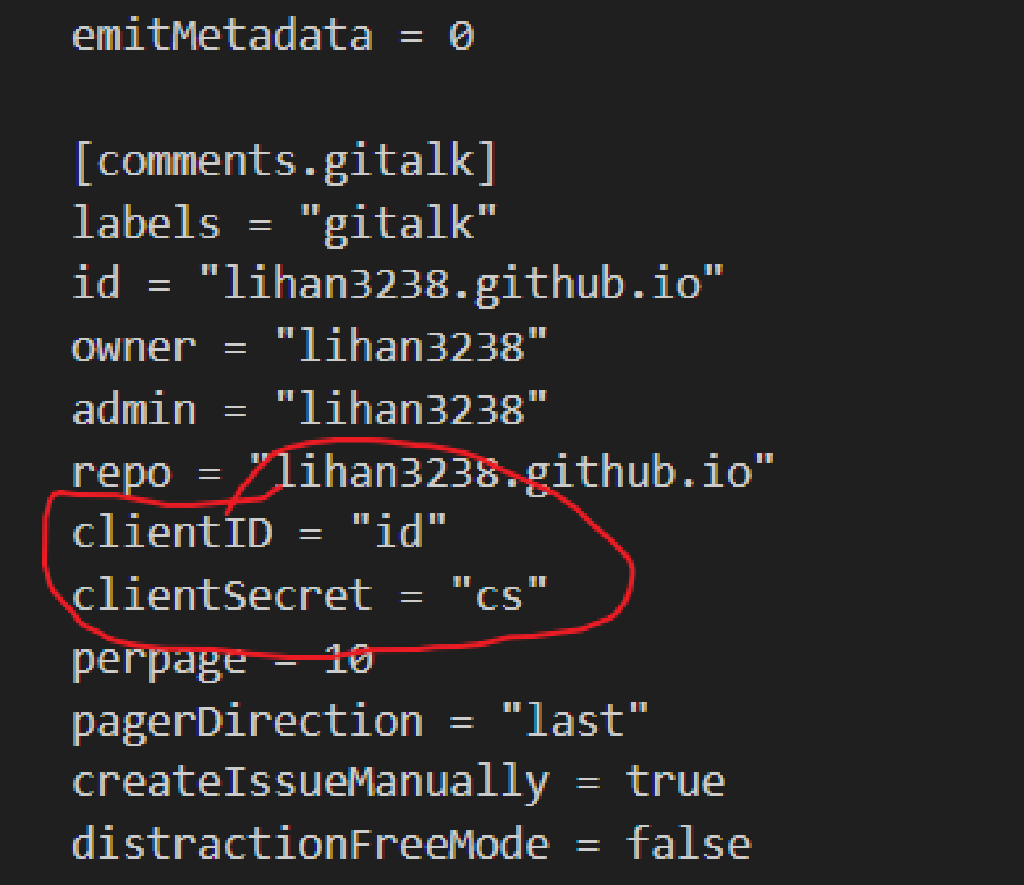 emitMetadata = 0
[comments.gitalk]
labels = "gitalk"
id = "lihan3238.github.io"
owner = "lihan3238"
admin = "lihan3238"
repo = "lihan3238.github.io"
clientID = "id"
clientSecret = "cs"
perpage = 10
pagerDirection = "last"
createIssueManually = true
distractionFreeMode = false